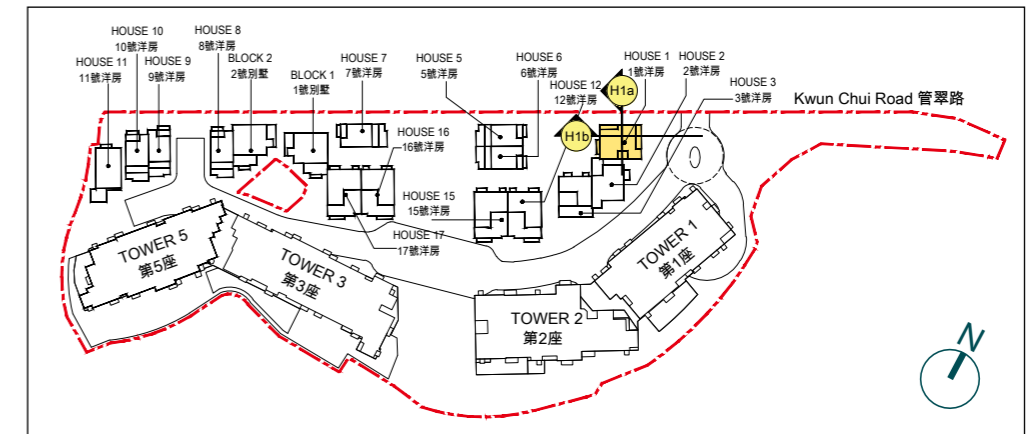 HOUSE 10
10號洋房
HOUSE 8
8號洋房
HOUSE 11
11號洋房
HOUSE 9
9號洋房
BLOCK 2
2號別墅
BLOCK 1
1號別墅
HOUSE 7
7號洋房
HOUSE 5
5號洋房
HOUSE 6
6號洋房
HOUSE 12
12號洋房
HOUSE 1
1號洋房
HOUSE 2
2號洋房
HOUSE 3
3號洋房
H1a
H1b
Kwun Chui Road 管翠路
HOUSE 16
16號洋房
HOUSE 15
15號洋房
HOUSE 17
17號洋房
TOWER 5
第5座
TOWER 3
第3座
TOWER 2
第2座
TOWER 1
第1座
N